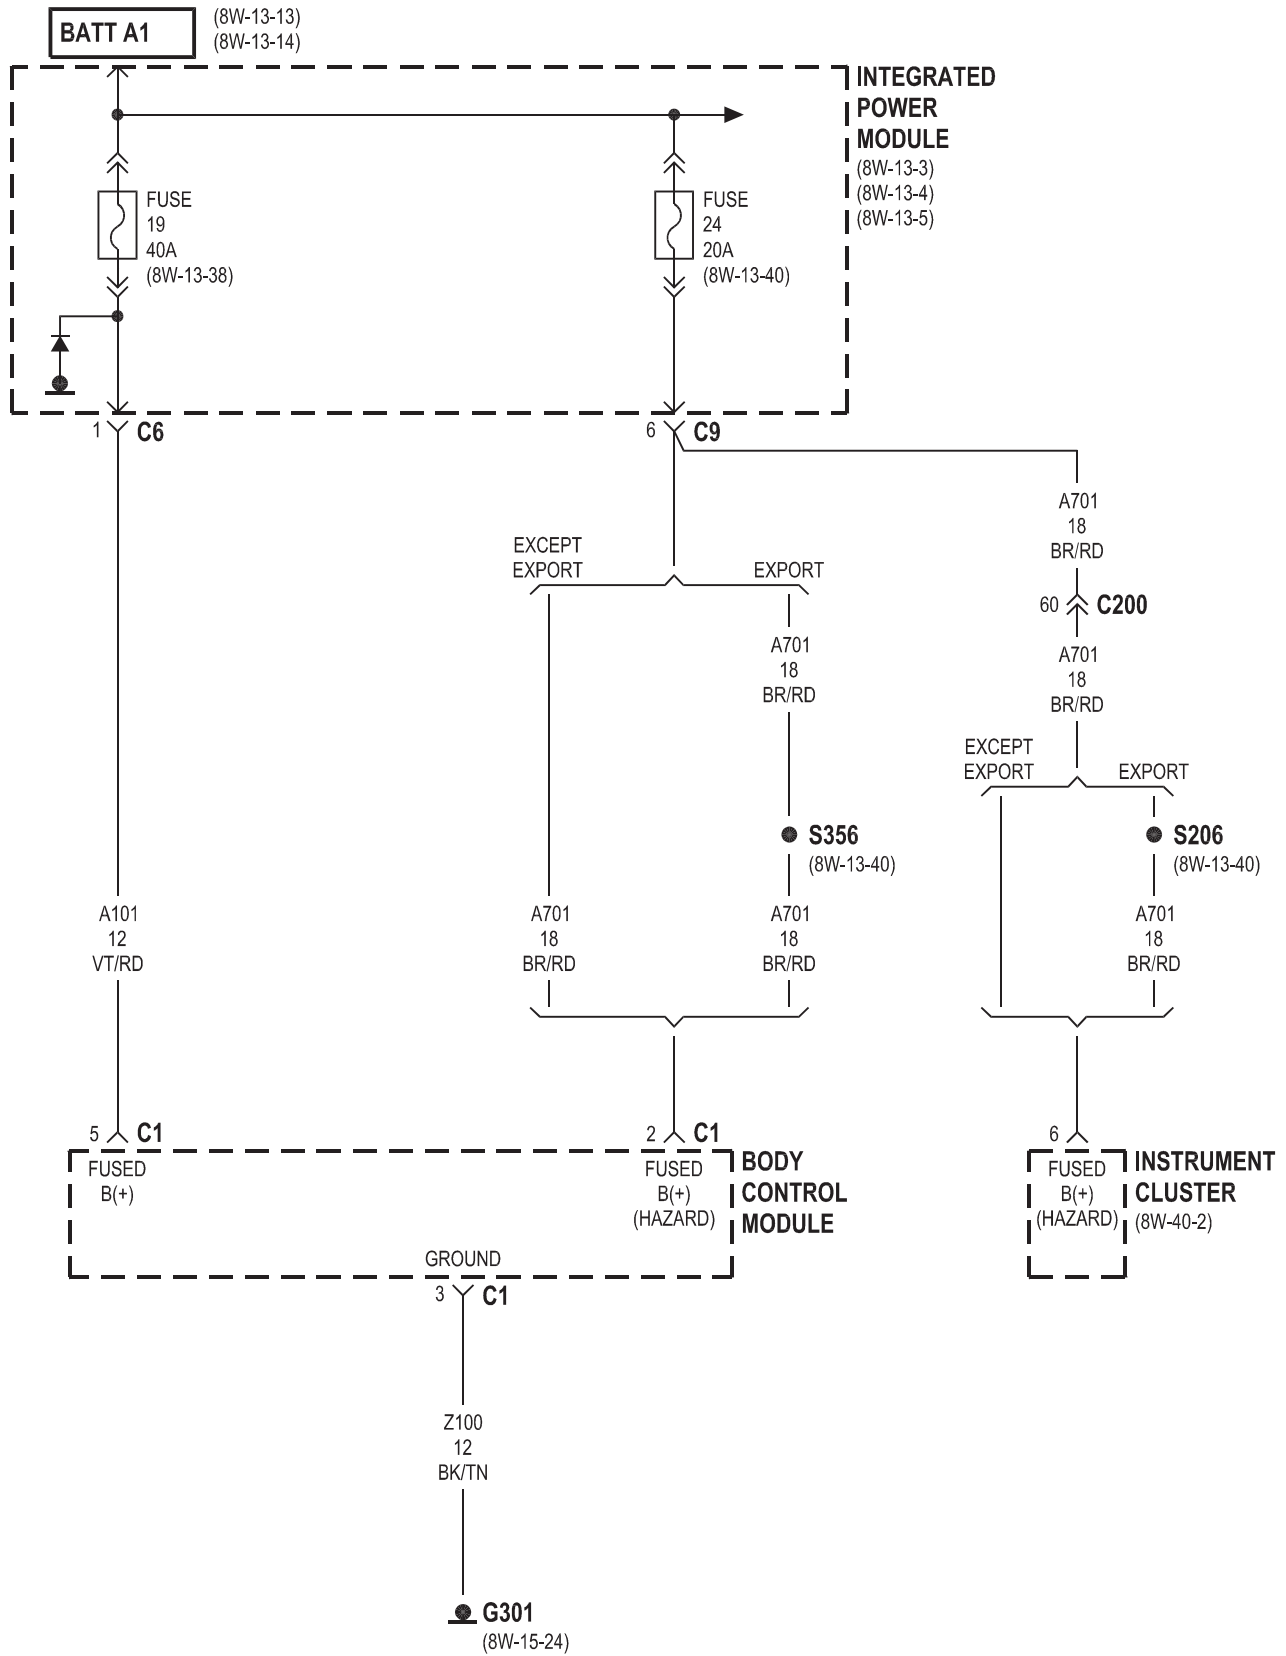 BATT A1
(8W-13-13)
(8W-13-14)
INTEGRATED
POWER
MODULE
(8W-13-3)
(8W-13-4)
(8W-13-5)
FUSE
19
40A
(8W-13-38)
FUSE
24
20A
(8W-13-40)
1
C6
6
C9
A701
18
BR/RD
EXCEPT
EXPORT
EXPORT
60
C200
A701
18
BR/RD
A701
18
BR/RD
EXCEPT
EXPORT
EXPORT
S356
(8W-13-40)
S206
(8W-13-40)
A101
12
VT/RD
A701
18
BR/RD
A701
18
BR/RD
A701
18
BR/RD
5
C1
2
C1
6
FUSED
B(+)
FUSED
B(+)
(HAZARD)
BODY
CONTROL
MODULE
FUSED
B(+)
(HAZARD)
INSTRUMENT
CLUSTER
(8W-40-2)
GROUND
3
C1
Z100
12
BK/TN
G301
(8W-15-24)